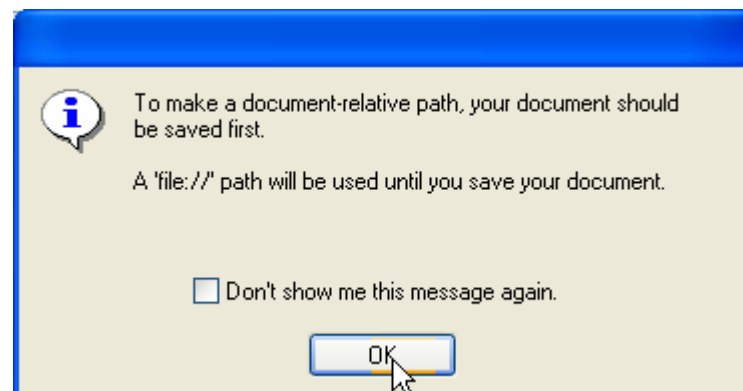 To make a document-relative path, your document should
be saved first.
A 'file://' path will be used until you save your document.
Don't show me this message again.
OK